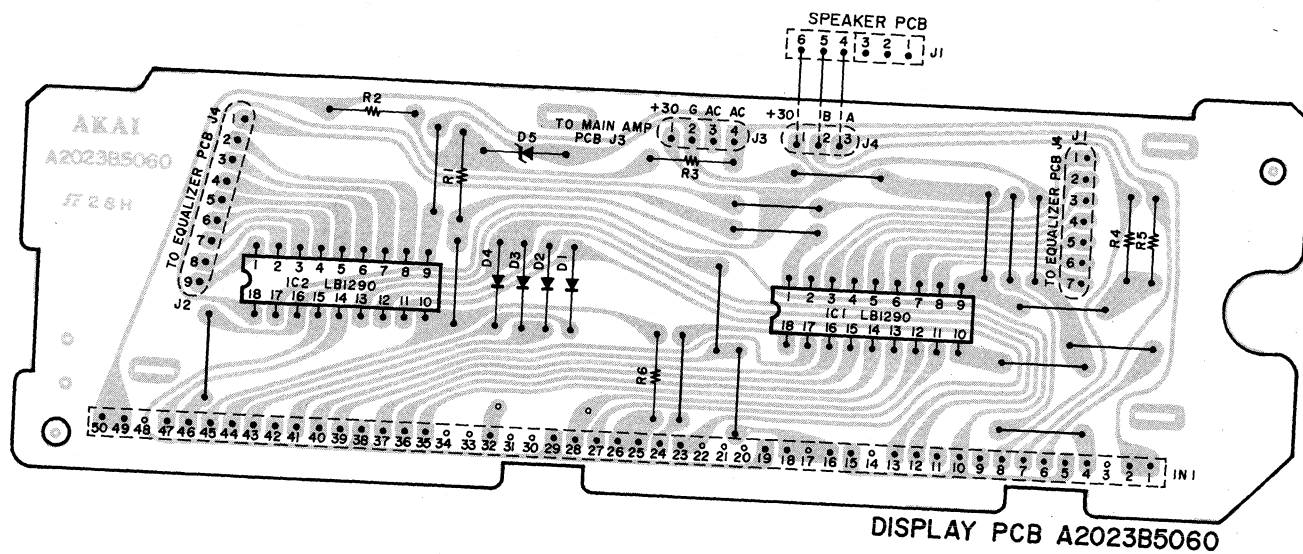 SPEAKER PCB
6 5 4 3 2 1 J1
AKAI
A2023B5060
28H
TO EQUALIZER PCB J4
1
2
3
4
5
6
7
8
9
J2
R2
R1
D5
+30 G AC AC
TO MAIN AMP PCB J3
1 2 3 4 J3
R3
+30 B A
1 2 3 J4
J1
TO EQUALIZER PCB J4
1
2
3
4
5
6
7
R4 R5
1 2 3 4 5 6 7 8 9
IC2 LB1290
18 17 16 15 14 13 12 11 10
D4 D3 D2 D1
1 2 3 4 5 6 7 8 9
IC1 LB1290
18 17 16 15 14 13 12 11 10
R6
50 49 48 47 46 45 44 43 42 41 40 39 38 37 36 35 34 33 32 31 30 29 28 27 26 25 24 23 22 21 20 19 18 17 16 15 14 13 12 11 10 9 8 7 6 5 4 3 2 1 IN1
DISPLAY PCB A2023B5060